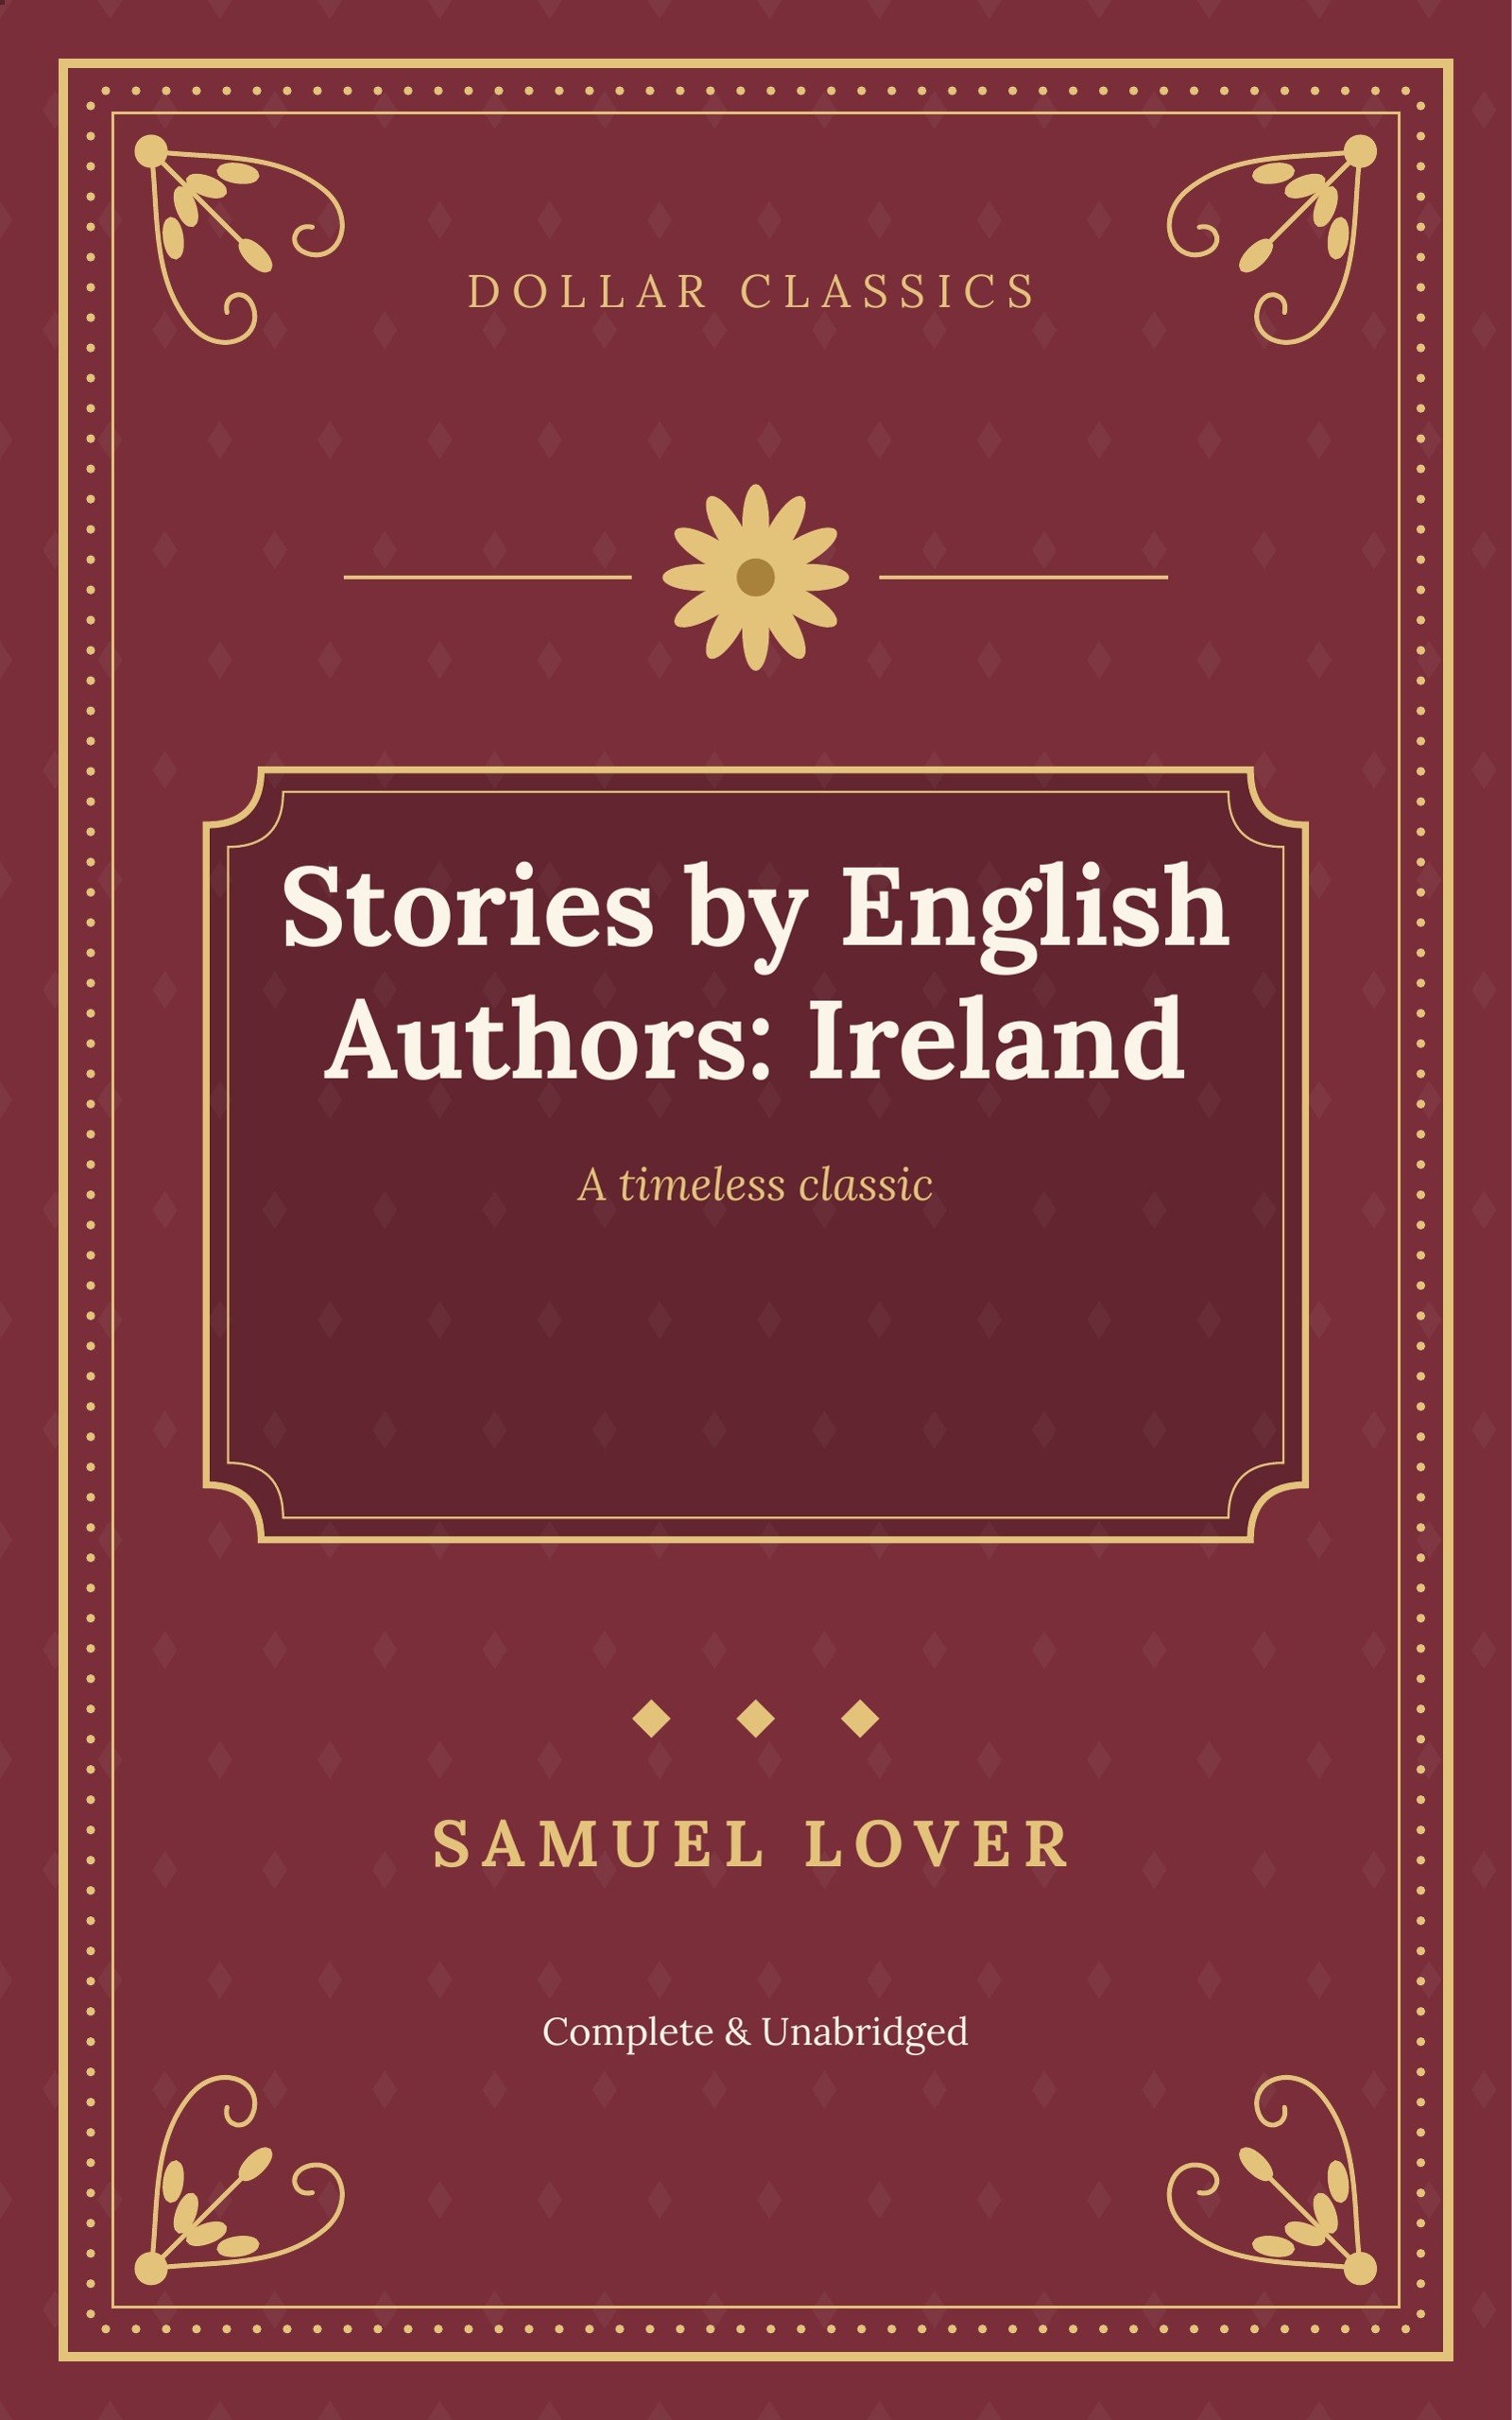 DOLLAR CLASSICS
Stories by English
Authors: Ireland
A timeless classic
SAMUEL LOVER
Complete & Unabridged